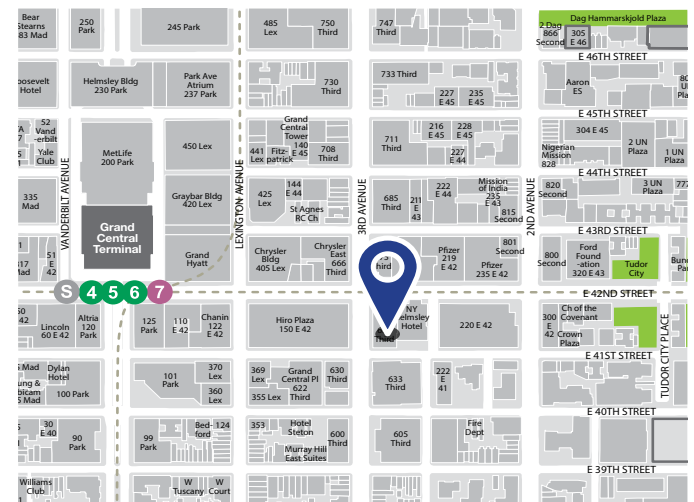 Bear
Stearns
383 Mad
250
Park
245 Park
485
Lex
750
Third
747
Third
Dag Hammarskjold Plaza
2 Dag
866
Second
305
E 46
E 46TH STREET
oosevelt
Hotel
Helmsley Bldg
230 Park
Park Ave
Atrium
237 Park
730
Third
733 Third
227
E 45
235
E 45
Aaron
ES
E 45TH STREET
52
Vand
-erbilt
Yale
Club
MetLife
200 Park
450 Lex
Grand
Central
Tower
140
E 45
441
Lex
Fitz-
patrick
708
Third
711
Third
216
E 45
228
E 45
227
E 44
304 E 45
Nigerian
Mission
828
2 UN
Plaza
1 UN
Plaza
E 44TH STREET
VANDERBILT AVENUE
LEXINGTON AVENUE
3RD AVENUE
2ND AVENUE
335
Mad
Graybar Bldg
420 Lex
425
Lex
144
E 44
St Agnes
RC Ch
685
Third
211
E
43
222
E 44
Mission
of India
235
E 43
815
Second
820
Second
3 UN Plaza
777
E 43RD STREET
Grand
Central
Terminal
317
Mad
51
E
42
Grand
Hyatt
Chrysler
Bldg
405 Lex
Chrysler
East
666
Third
Third
Pfizer
219
E 42
801
Second
Pfizer
235 E 42
800
Second
Ford
Found
-ation
320 E 43
Tudor
City
E 42ND STREET
S
4
5
6
7
Lincoln
60 E 42
Altria
120
Park
125
Park
110
E 42
Chanin
122
E 42
Hiro Plaza
150 E 42
NY
Helmsley
Hotel
Third
220 E 42
300
E
42
Ch of the
Covenant
Crown
Plaza
E 41ST STREET
TUDOR CITY PLACE
Mad
Dylan
Hotel
100 Park
101
Park
370
Lex
360
Lex
369
Lex
355 Lex
Grand
Central Pl
622
Third
630
Third
633
Third
222
E
41
E 40TH STREET
30
E 40
90
Park
99
Park
Bed-
ford
124
353
Hotel
Steton
Murray Hill
East Suites
600
Third
605
Third
Fire
Dept
E 39TH STREET
Williams
Club
W
Tuscany
W
Court